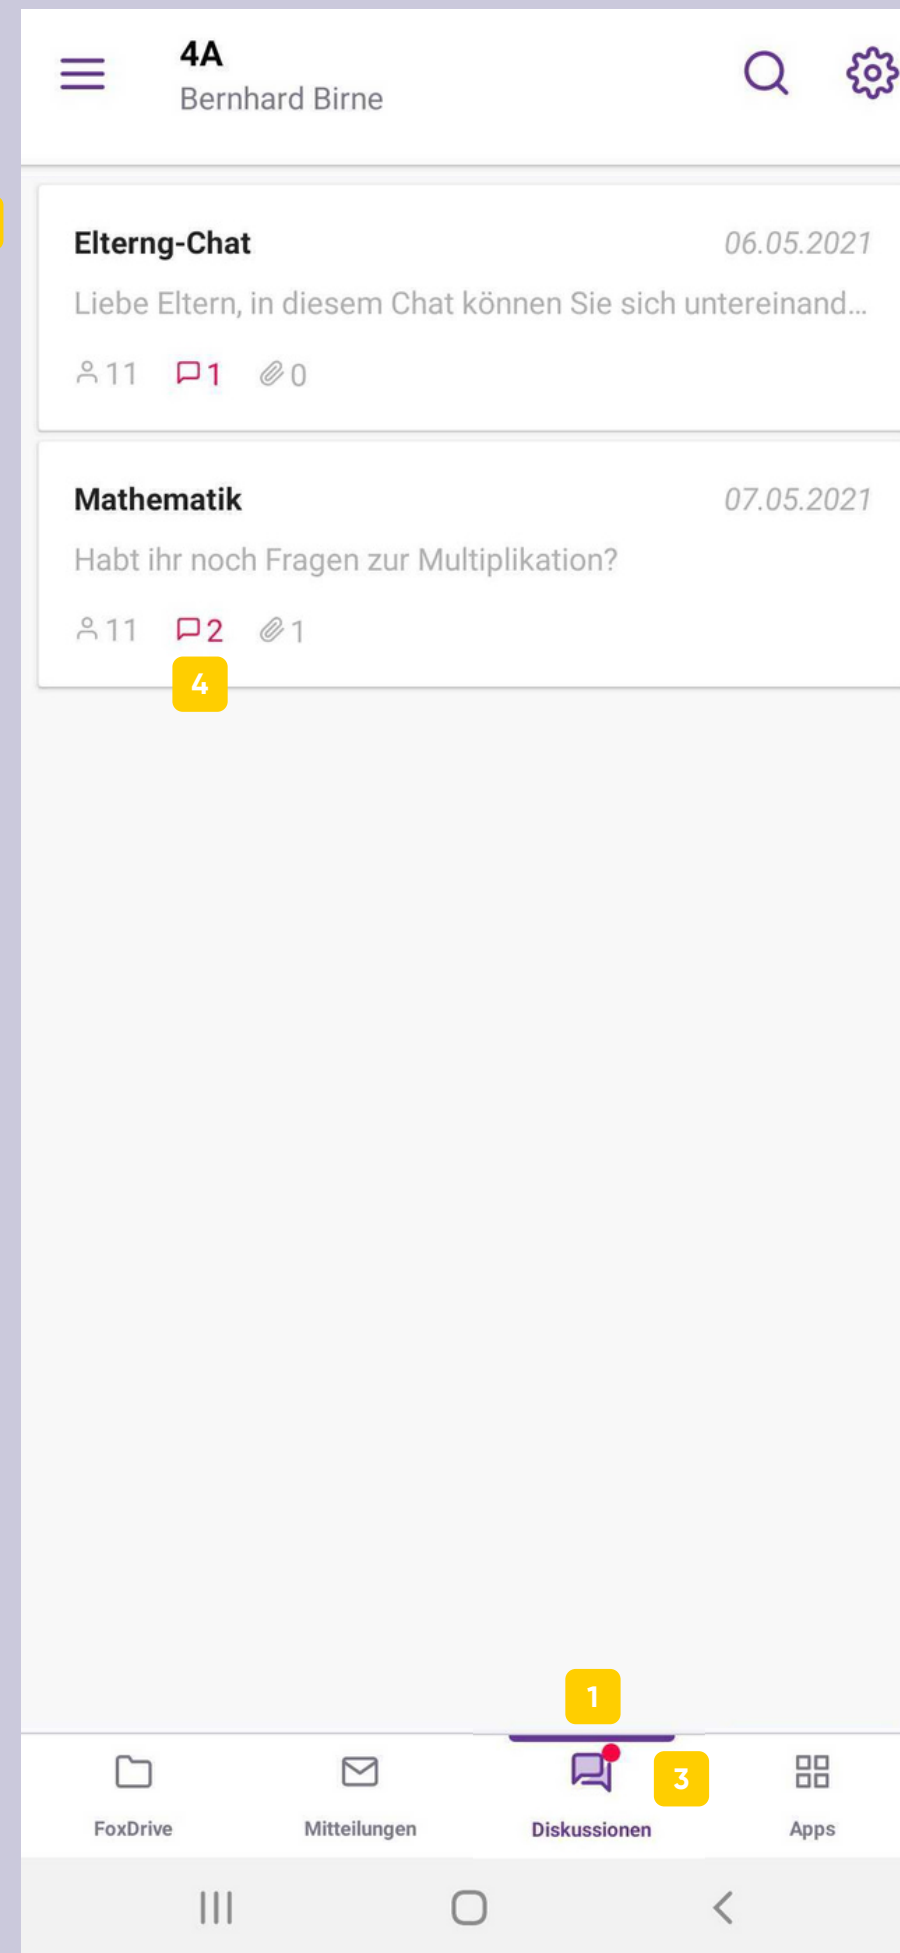 4A
Bernhard Birne
Elterng-Chat 06.05.2021
Liebe Eltern, in diesem Chat können Sie sich untereinand...
11 1 0
Mathematik 07.05.2021
Habt ihr noch Fragen zur Multiplikation?
11 2 1
4
1
3
FoxDrive Mitteilungen Diskussionen Apps